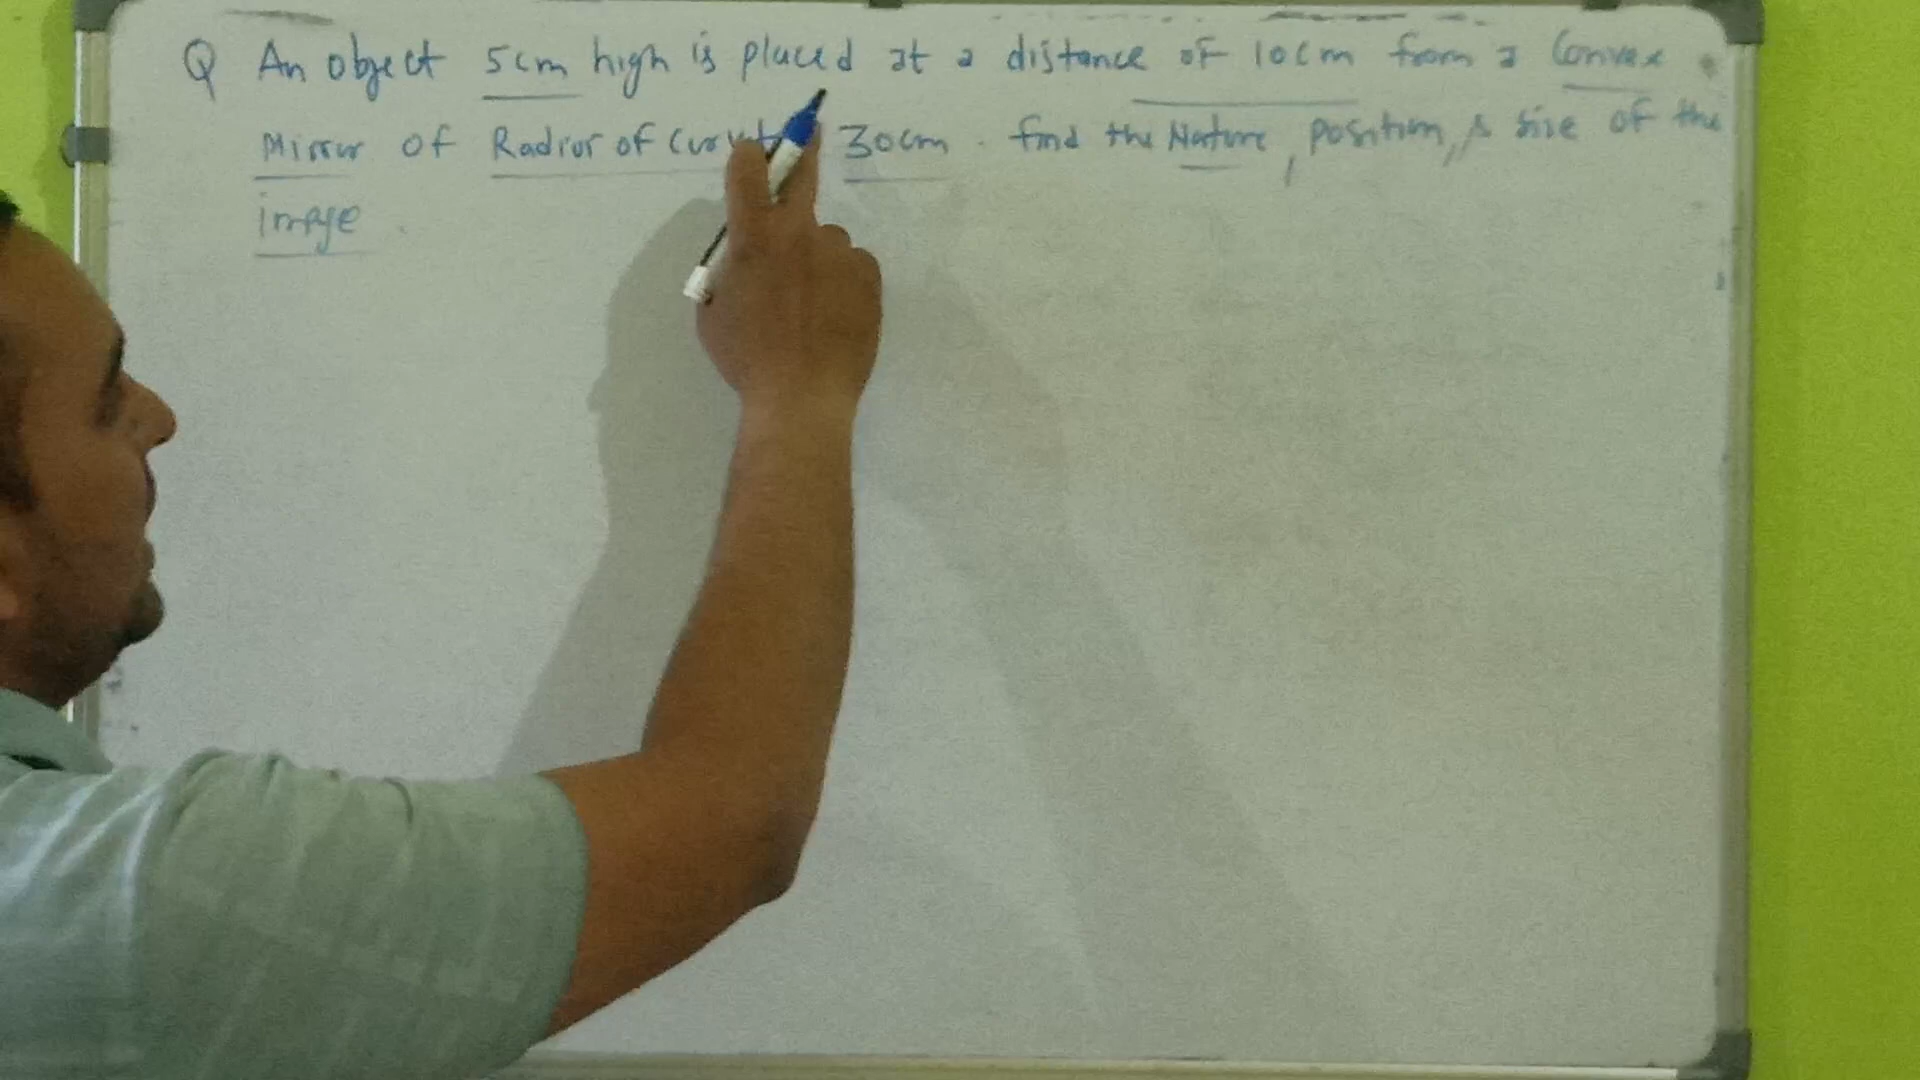 Q An object 5cm high is placed at a distance of 10cm from a Convex
Mirror of Radius of 30cm. find the Nature, position, & size of the
image.